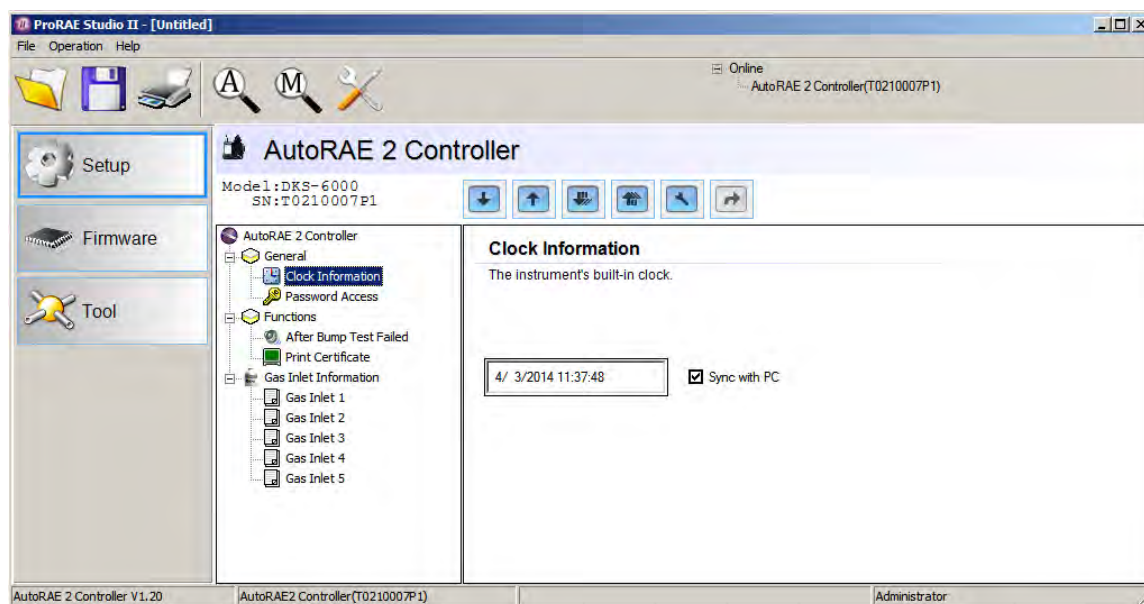 ProRAE Studio II - [Untitled]
File Operation Help
A M
Online
AutoRAE 2 Controller(T0210007P1)
Setup
Firmware
Tool
AutoRAE 2 Controller
Model:DKS-6000
SN:T0210007P1
AutoRAE 2 Controller
General
Clock Information
Password Access
Functions
After Bump Test Failed
Print Certificate
Gas Inlet Information
Gas Inlet 1
Gas Inlet 2
Gas Inlet 3
Gas Inlet 4
Gas Inlet 5
Clock Information
The instrument's built-in clock.
4/ 3/2014 11:37:48 Sync with PC
AutoRAE 2 Controller V1.20 AutoRAE2 Controller(T0210007P1) Administrator